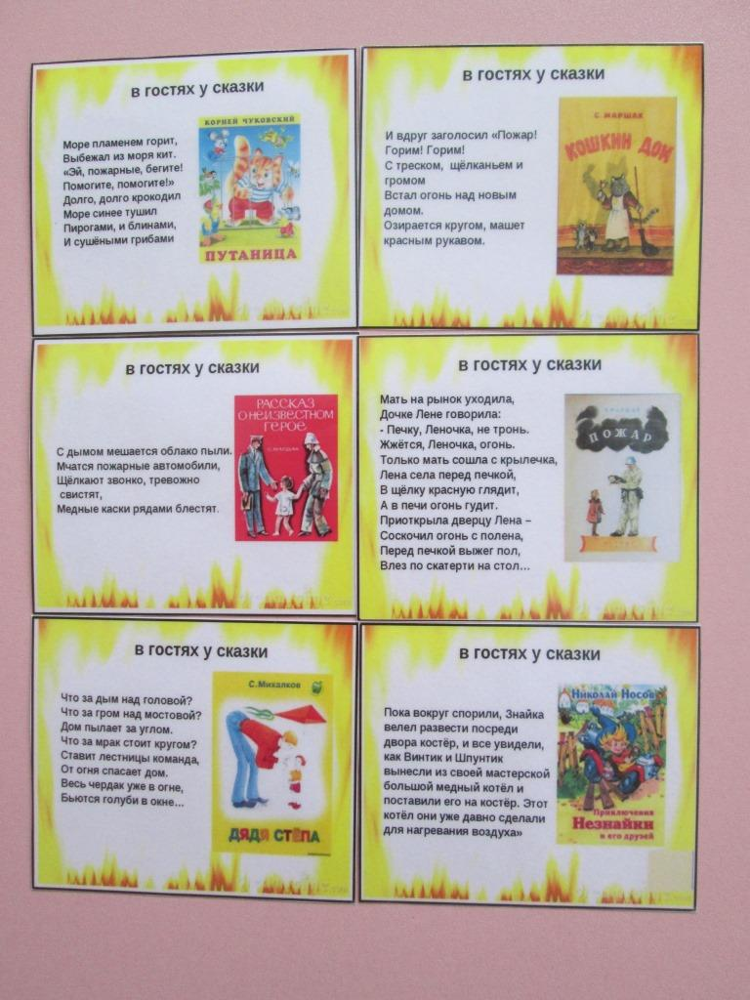 в гостях у сказки
Море пламенем горит,
Выбежал из моря кит.
«Эй, пожарные, бегите!
Помогите, помогите!»
Долго, долго крокодил
Море синее тушил
Пирогами, и блинами,
И сушёными грибами
КОРНЕЙ ЧУКОВСКИЙ
ПУТАНИЦА
в гостях у сказки
И вдруг заголосил «Пожар!
Горим! Горим!
С треском, щёлканьем и
громом
Встал огонь над новым
домом.
Озирается кругом, машет
красным рукавом.
С. МАРШАК
КОШКИН ДОМ
в гостях у сказки
С дымом мешается облако пыли.
Мчатся пожарные автомобили,
Щёлкают звонко, тревожно
свистят,
Медные каски рядами блестят.
РАССКАЗ
О НЕИЗВЕСТНОМ
ГЕРОЕ
С. МАРШАК
в гостях у сказки
Мать на рынок уходила,
Дочке Лене говорила:
- Печку, Леночка, не тронь.
Жжётся, Леночка, огонь.
Только мать сошла с крылечка,
Лена села перед печкой,
В щёлку красную глядит,
А в печи огонь гудит.
Приоткрыла дверцу Лена –
Соскочил огонь с полена,
Перед печкой выжег пол,
Влез по скатерти на стол…
ПОЖАР
в гостях у сказки
Что за дым над головой?
Что за гром над мостовой?
Дом пылает за углом.
Что за мрак стоит кругом?
Ставит лестницы команда,
От огня спасает дом.
Весь чердак уже в огне,
Бьются голуби в окне…
С.Михалков
ДЯДЯ СТЁПА
в гостях у сказки
Пока вокруг спорили, Знайка
велел развести посреди
двора костёр, и все увидели,
как Винтик и Шпунтик
вынесли из своей мастерской
большой медный котёл и
поставили его на костёр. Этот
котёл они уже давно сделали
для нагревания воздуха»
Николай Носов
Приключения
Незнайки
и его друзей